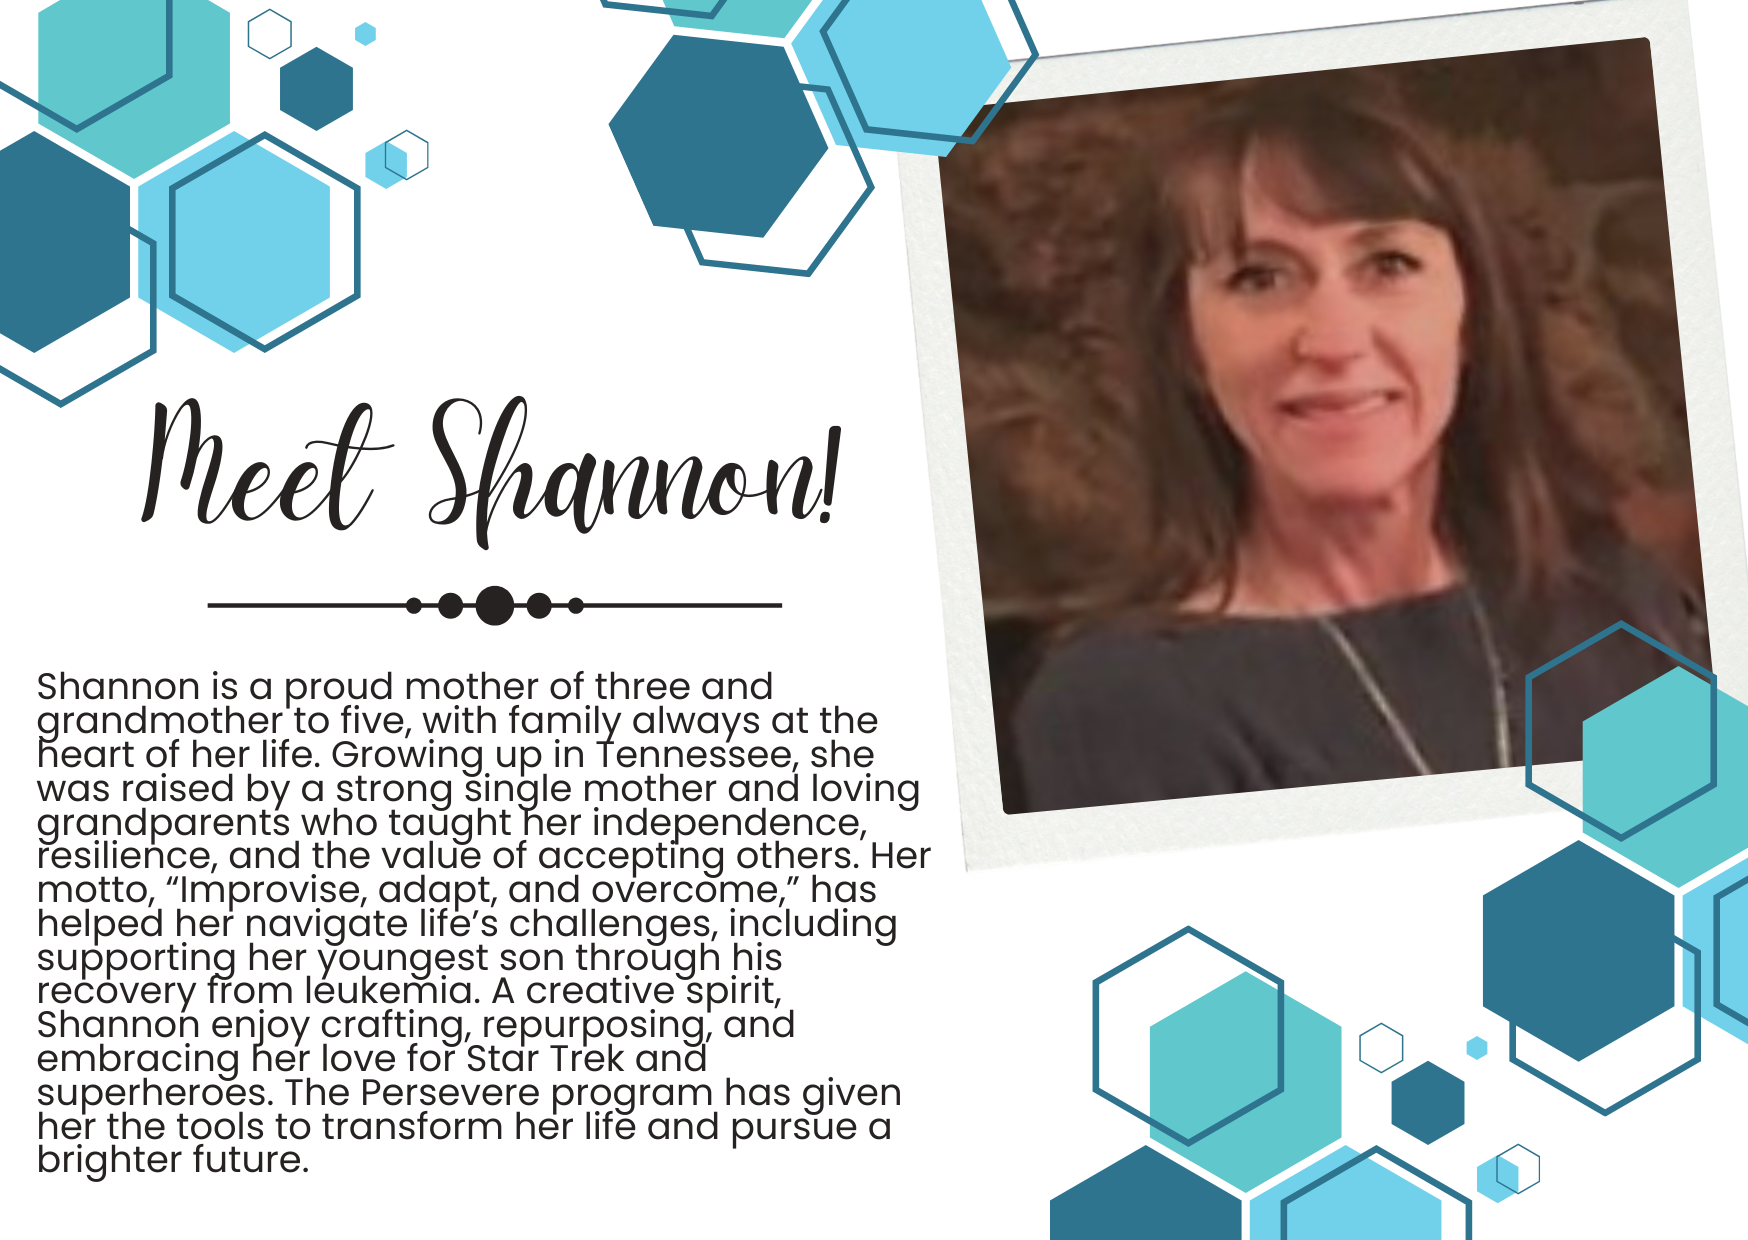 Meet Shannon!
Shannon is a proud mother of three and
grandmother to five, with family always at the
heart of her life. Growing up in Tennessee, she
was raised by a strong single mother and loving
grandparents who taught her independence,
resilience, and the value of accepting others. Her
motto, “Improvise, adapt, and overcome,” has
helped her navigate life’s challenges, including
supporting her youngest son through his
recovery from leukemia. A creative spirit,
Shannon enjoy crafting, repurposing, and
embracing her love for Star Trek and
superheroes. The Persevere program has given
her the tools to transform her life and pursue a
brighter future.